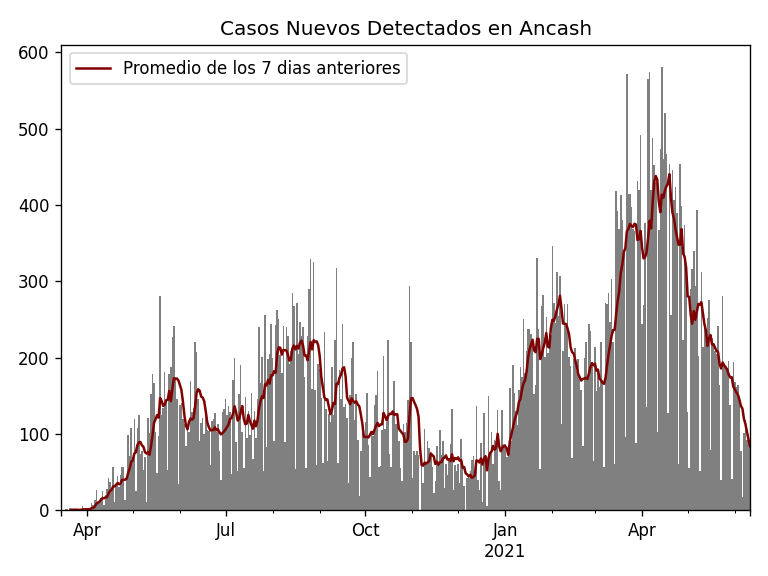 Casos Nuevos Detectados en Ancash
Promedio de los 7 dias anteriores
600
500
400
300
200
100
0
Apr Jul Oct Jan Apr
2021